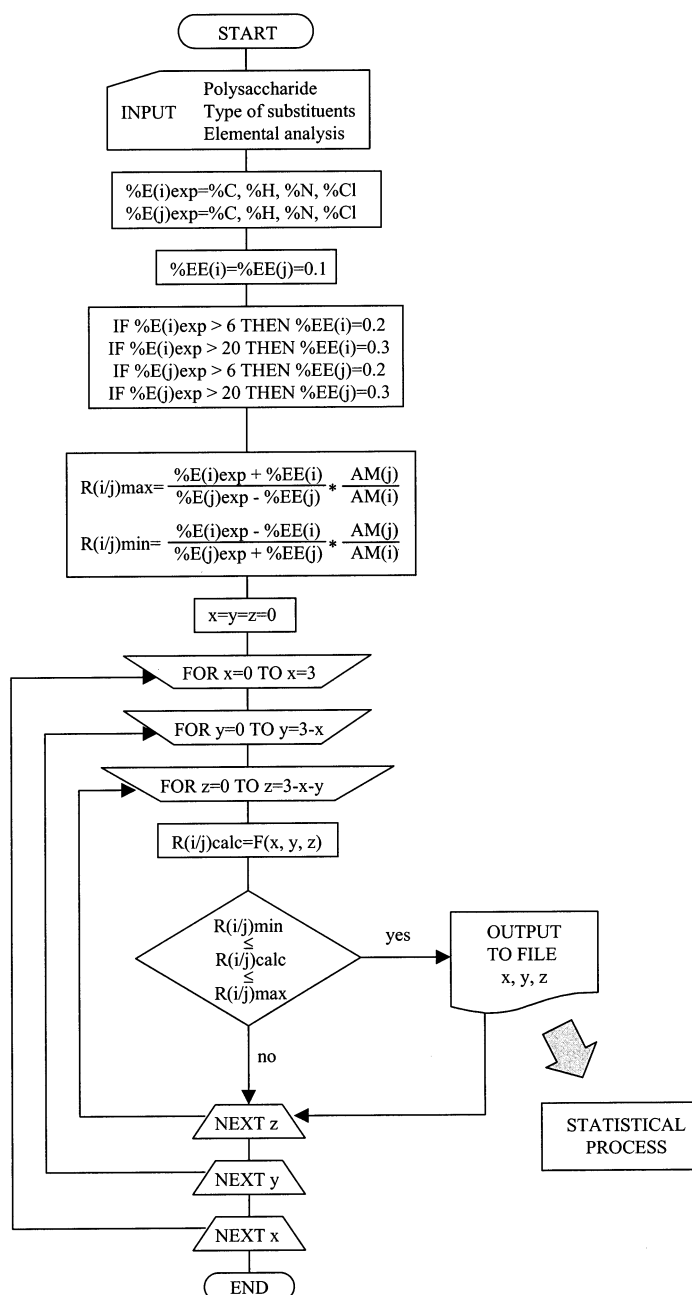 START
INPUT
Polysaccharide
Type of substituents
Elemental analysis
%E(i)exp=%C, %H, %N, %Cl
%E(j)exp=%C, %H, %N, %Cl
%EE(i)=%EE(j)=0.1
IF %E(i)exp > 6 THEN %EE(i)=0.2
IF %E(i)exp > 20 THEN %EE(i)=0.3
IF %E(j)exp > 6 THEN %EE(j)=0.2
IF %E(j)exp > 20 THEN %EE(j)=0.3
%E(i)exp + %EE(i) AM(j)
R(i/j)max= *
%E(j)exp - %EE(j) AM(i)
%E(i)exp - %EE(i) AM(j)
R(i/j)min= *
%E(j)exp + %EE(j) AM(i)
x=y=z=0
FOR x=0 TO x=3
FOR y=0 TO y=3-x
FOR z=0 TO z=3-x-y
R(i/j)calc=F(x, y, z)
R(i/j)min
≤
R(i/j)calc
≤
R(i/j)max
yes
OUTPUT
TO FILE
x, y, z
no
NEXT z
STATISTICAL
PROCESS
NEXT y
NEXT x
END